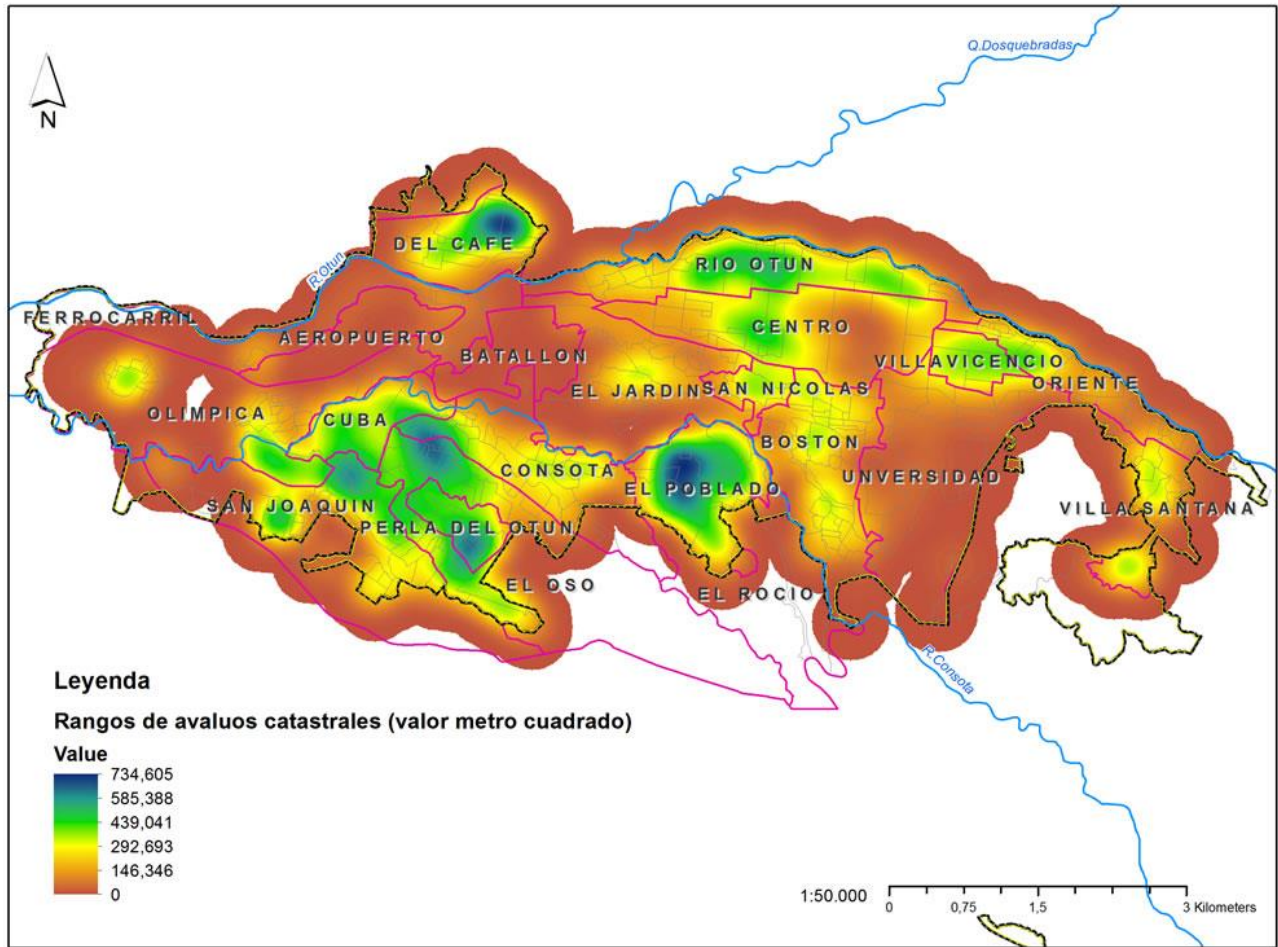 Q.Dosquebradas
N
DEL CAFE
RIO OTUN
R.Otun
FERROCARRIL
AEROPUERTO
CENTRO
BATALLON
VILLAVICENCIO
EL JARDIN
SAN NICOLAS
ORIENTE
OLIMPICA
CUBA
BOSTON
CONSOTA
UNVERSIDAD
EL POBLADO
SAN JOAQUIN
VILLA SANTANA
PERLA DEL OTUN
EL OSO
EL ROCIO
R.Consota
Leyenda
Rangos de avaluos catastrales (valor metro cuadrado)
Value
734,605
585,388
439,041
292,693
146,346
0
1:50.000
0 0,75 1,5 3 Kilometers